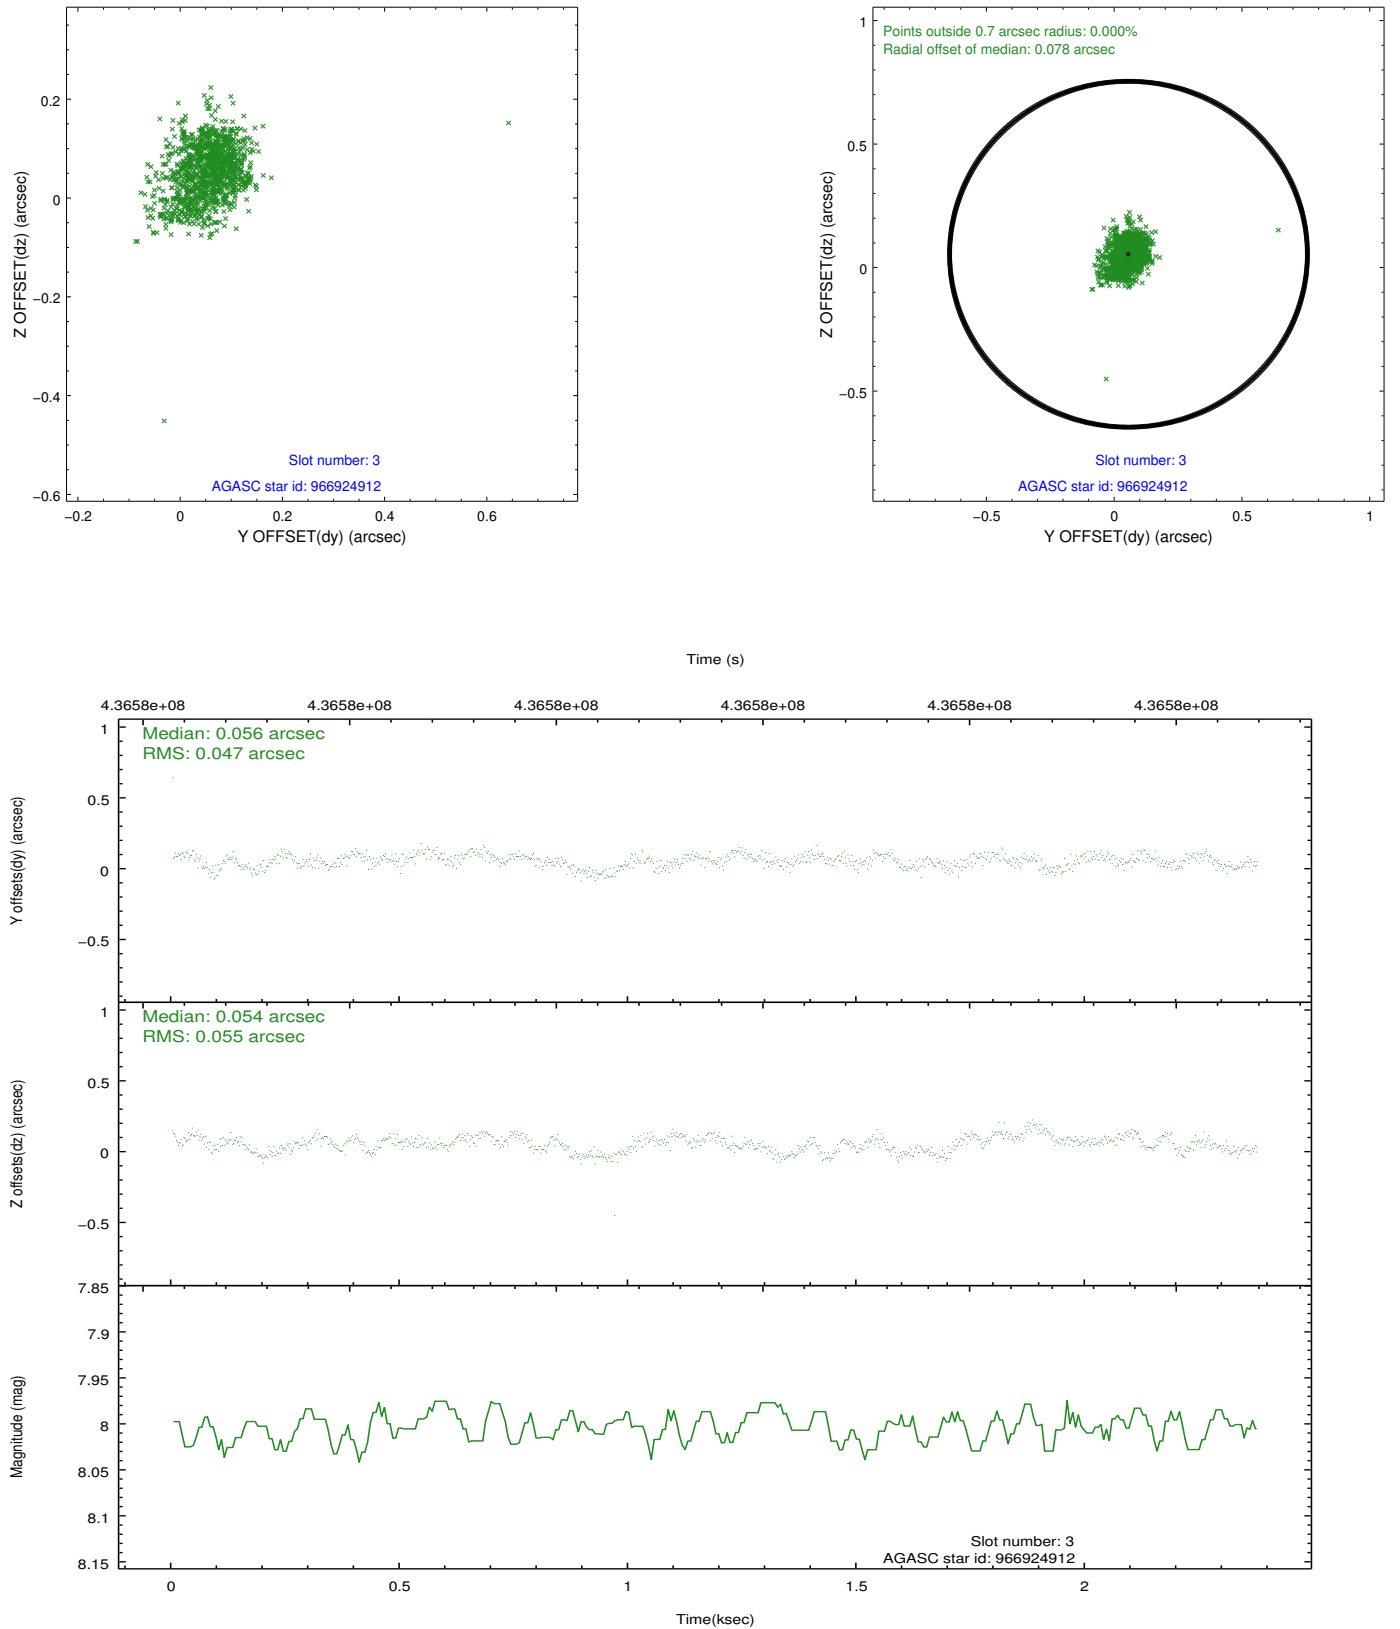 0.2
0
−0.2
−0.4
−0.6
−0.2
0
0.2
0.4
0.6
Z OFFSET(dz) (arcsec)
Y OFFSET(dy) (arcsec)
Slot number: 3
AGASC star id: 966924912
Points outside 0.7 arcsec radius: 0.000%
Radial offset of median: 0.078 arcsec
1
0.5
0
−0.5
−0.5
0
0.5
1
Z OFFSET(dz) (arcsec)
Y OFFSET(dy) (arcsec)
Slot number: 3
AGASC star id: 966924912
Time (s)
4.3658e+08
4.3658e+08
4.3658e+08
4.3658e+08
4.3658e+08
4.3658e+08
Median: 0.056 arcsec
RMS: 0.047 arcsec
1
0.5
0
−0.5
Y offsets(dy) (arcsec)
Median: 0.054 arcsec
RMS: 0.055 arcsec
1
0.5
0
−0.5
Z offsets(dz) (arcsec)
7.85
7.9
7.95
8
8.05
8.1
8.15
Magnitude (mag)
Slot number: 3
AGASC star id: 966924912
0
0.5
1
1.5
2
Time(ksec)